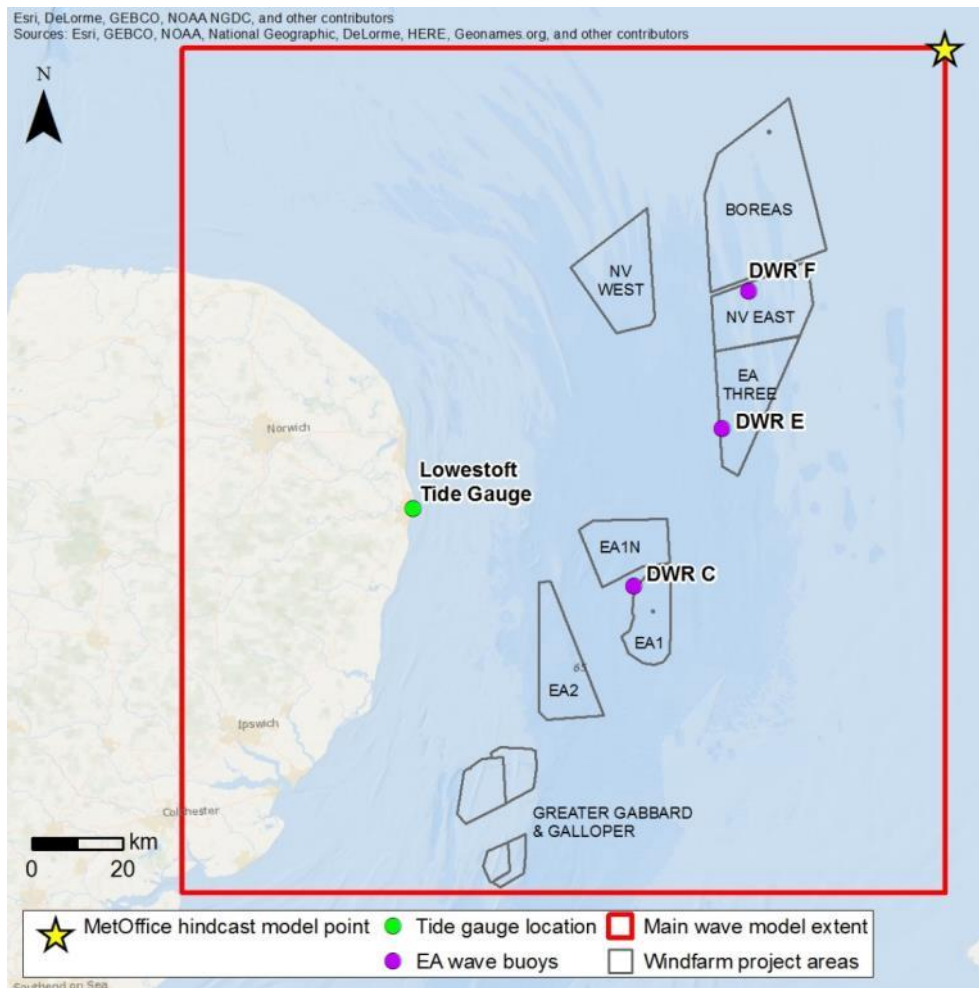 Esri, DeLorme, GEBCO, NOAA NGDC, and other contributors
Sources: Esri, GEBCO, NOAA, National Geographic, DeLorme, HERE, Geonames.org, and other contributors
N
BOREAS
DWR F
NV
WEST
NV EAST
EA
THREE
DWR E
Norwich
Lowestoft
Tide Gauge
EA1N
DWR C
EA1
65
EA2
Ipswich
Colchester
GREATER GABBARD
& GALLOPER
km
0 20
MetOffice hindcast model point
Tide gauge location
Main wave model extent
EA wave buoys
Windfarm project areas
Southend on Sea